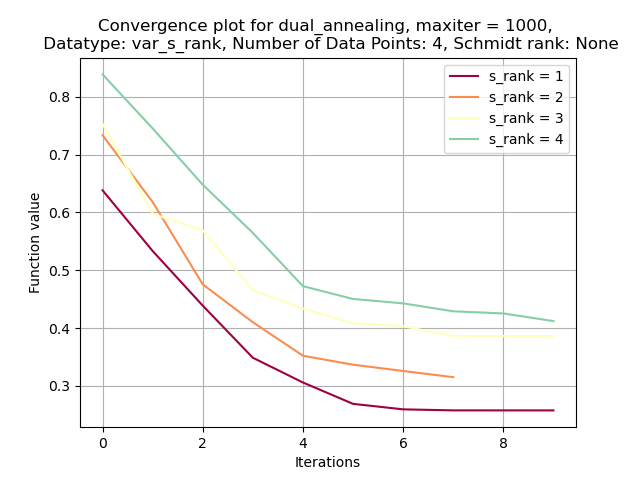 Convergence plot for dual_annealing, maxiter = 1000,
Datatype: var_s_rank, Number of Data Points: 4, Schmidt rank: None
s_rank = 1
s_rank = 2
s_rank = 3
s_rank = 4
Function value
0.8
0.7
0.6
0.5
0.4
0.3
0 2 4 6 8
Iterations